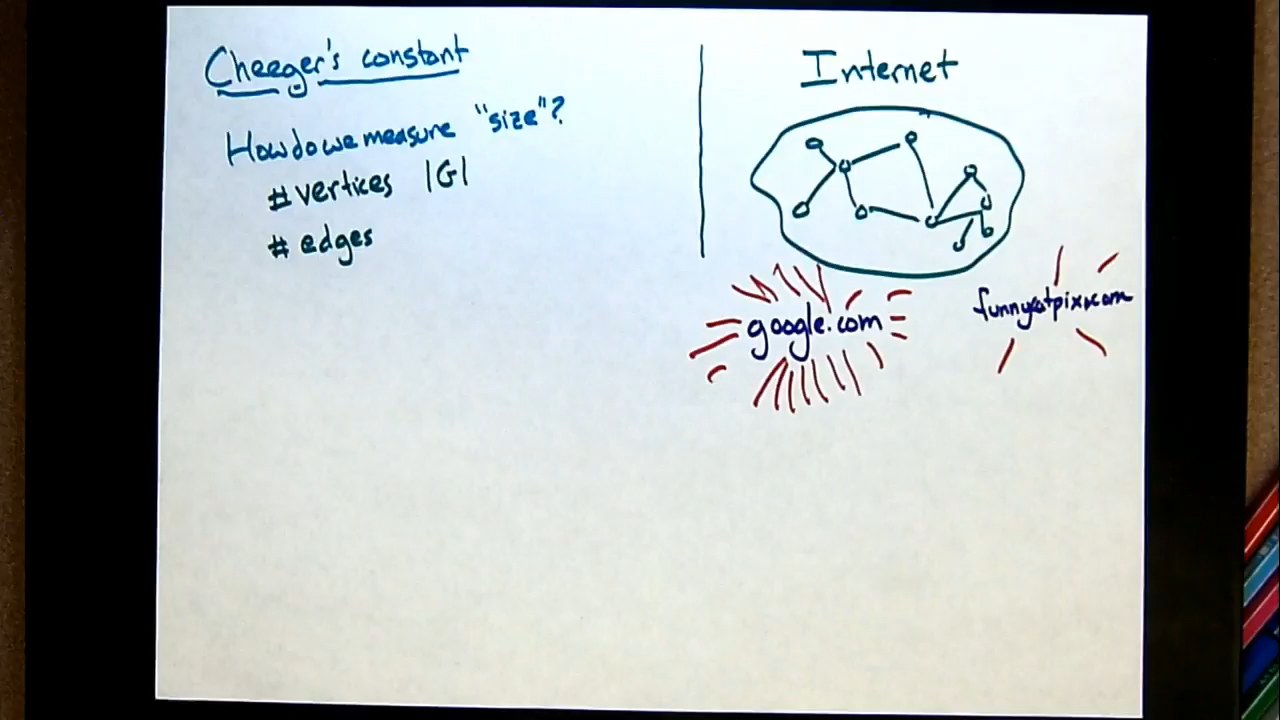 Cheeger's constant
How do we measure "size"?
# vertices |G|
# edges
Internet
google.com
funnycatpix.com